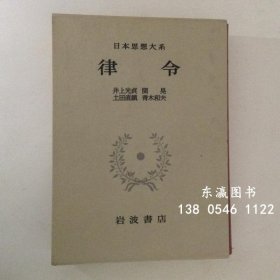 日本思想大系
律令
井上光貞 関晃
土田直鎮 青木和夫
东瀛图书
138 0546 1122
岩波書店